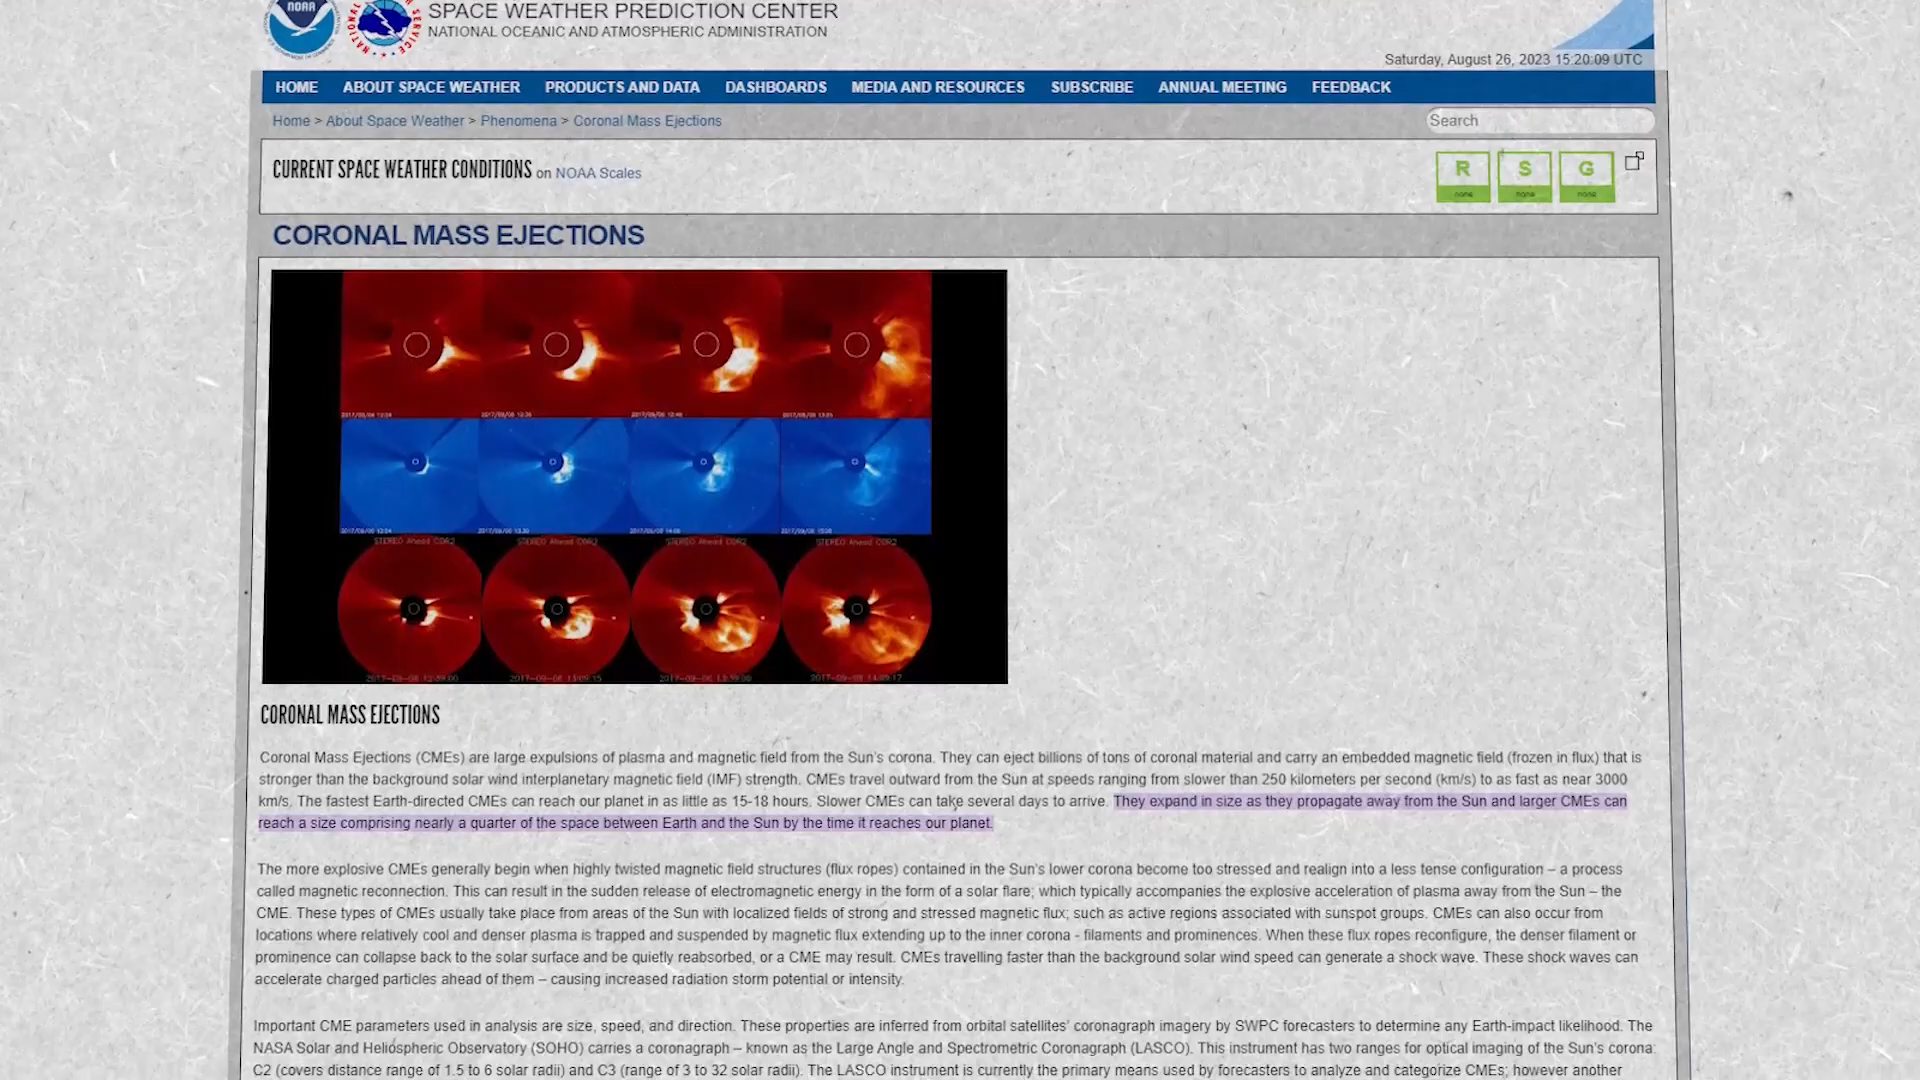 NOAA
SPACE WEATHER PREDICTION CENTER
NATIONAL OCEANIC AND ATMOSPHERIC ADMINISTRATION
Saturday, August 26, 2023 15:20:09 UTC
HOME ABOUT SPACE WEATHER PRODUCTS AND DATA DASHBOARDS MEDIA AND RESOURCES SUBSCRIBE ANNUAL MEETING FEEDBACK
Home > About Space Weather > Phenomena > Coronal Mass Ejections
Search
CURRENT SPACE WEATHER CONDITIONS on NOAA Scales
R S G
none none none
CORONAL MASS EJECTIONS
STEREO Ahead COR2 STEREO Ahead COR2 STEREO Ahead COR2 STEREO Ahead COR2
CORONAL MASS EJECTIONS
Coronal Mass Ejections (CMEs) are large expulsions of plasma and magnetic field from the Sun's corona. They can eject billions of tons of coronal material and carry an embedded magnetic field (frozen in flux) that is
stronger than the background solar wind interplanetary magnetic field (IMF) strength. CMEs travel outward from the Sun at speeds ranging from slower than 250 kilometers per second (km/s) to as fast as near 3000
km/s. The fastest Earth-directed CMEs can reach our planet in as little as 15-18 hours. Slower CMEs can take several days to arrive. They expand in size as they propagate away from the Sun and larger CMEs can
reach a size comprising nearly a quarter of the space between Earth and the Sun by the time it reaches our planet.
The more explosive CMEs generally begin when highly twisted magnetic field structures (flux ropes) contained in the Sun's lower corona become too stressed and realign into a less tense configuration – a process
called magnetic reconnection. This can result in the sudden release of electromagnetic energy in the form of a solar flare; which typically accompanies the explosive acceleration of plasma away from the Sun – the
CME. These types of CMEs usually take place from areas of the Sun with localized fields of strong and stressed magnetic flux; such as active regions associated with sunspot groups. CMEs can also occur from
locations where relatively cool and denser plasma is trapped and suspended by magnetic flux extending up to the inner corona - filaments and prominences. When these flux ropes reconfigure, the denser filament or
prominence can collapse back to the solar surface and be quietly reabsorbed, or a CME may result. CMEs travelling faster than the background solar wind speed can generate a shock wave. These shock waves can
accelerate charged particles ahead of them – causing increased radiation storm potential or intensity.
Important CME parameters used in analysis are size, speed, and direction. These properties are inferred from orbital satellites' coronagraph imagery by SWPC forecasters to determine any Earth-impact likelihood. The
NASA Solar and Heliospheric Observatory (SOHO) carries a coronagraph – known as the Large Angle and Spectrometric Coronagraph (LASCO). This instrument has two ranges for optical imaging of the Sun's corona:
C2 (covers distance range of 1.5 to 6 solar radii) and C3 (range of 3 to 32 solar radii). The LASCO instrument is currently the primary means used by forecasters to analyze and categorize CMEs; however another